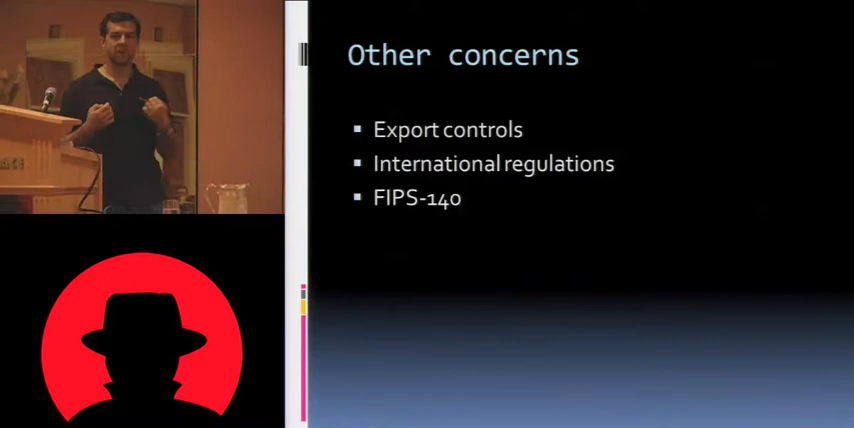 Other concerns
Export controls
International regulations
FIPS-140